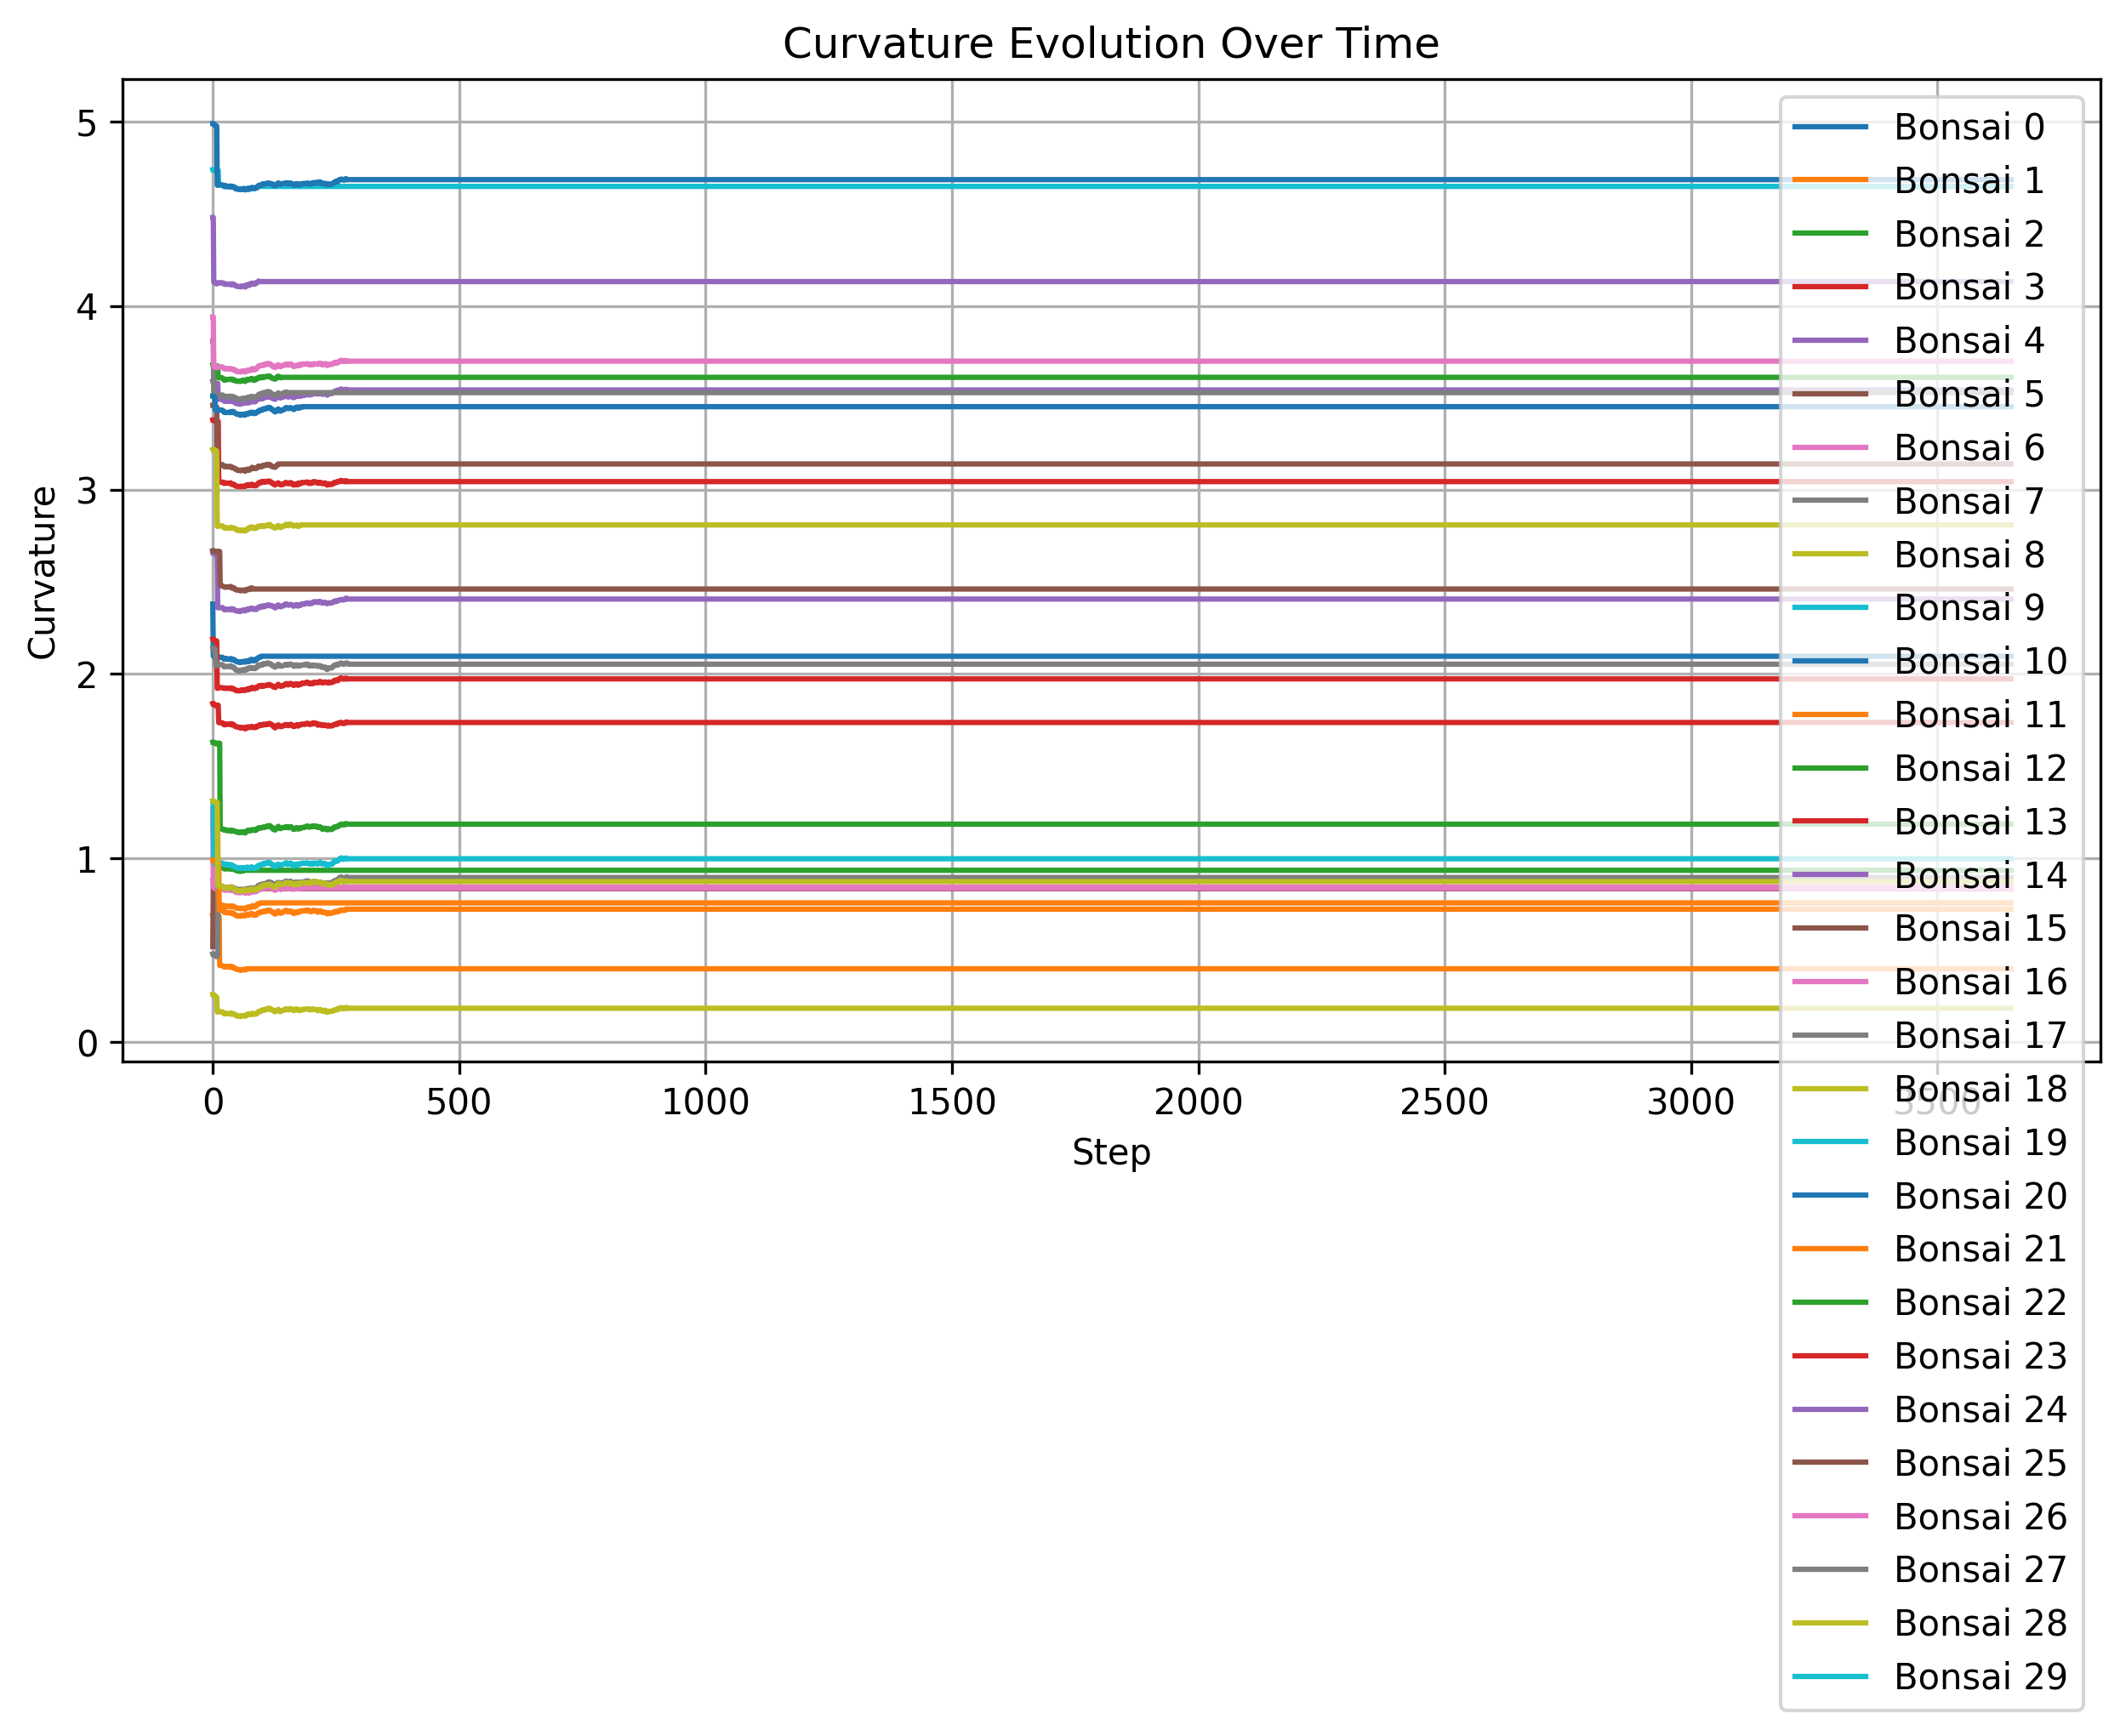 Curvature Evolution Over Time
Curvature
5
4
3
2
1
0
0 500 1000 1500 2000 2500 3000 3500
Step
Bonsai 0
Bonsai 1
Bonsai 2
Bonsai 3
Bonsai 4
Bonsai 5
Bonsai 6
Bonsai 7
Bonsai 8
Bonsai 9
Bonsai 10
Bonsai 11
Bonsai 12
Bonsai 13
Bonsai 14
Bonsai 15
Bonsai 16
Bonsai 17
Bonsai 18
Bonsai 19
Bonsai 20
Bonsai 21
Bonsai 22
Bonsai 23
Bonsai 24
Bonsai 25
Bonsai 26
Bonsai 27
Bonsai 28
Bonsai 29